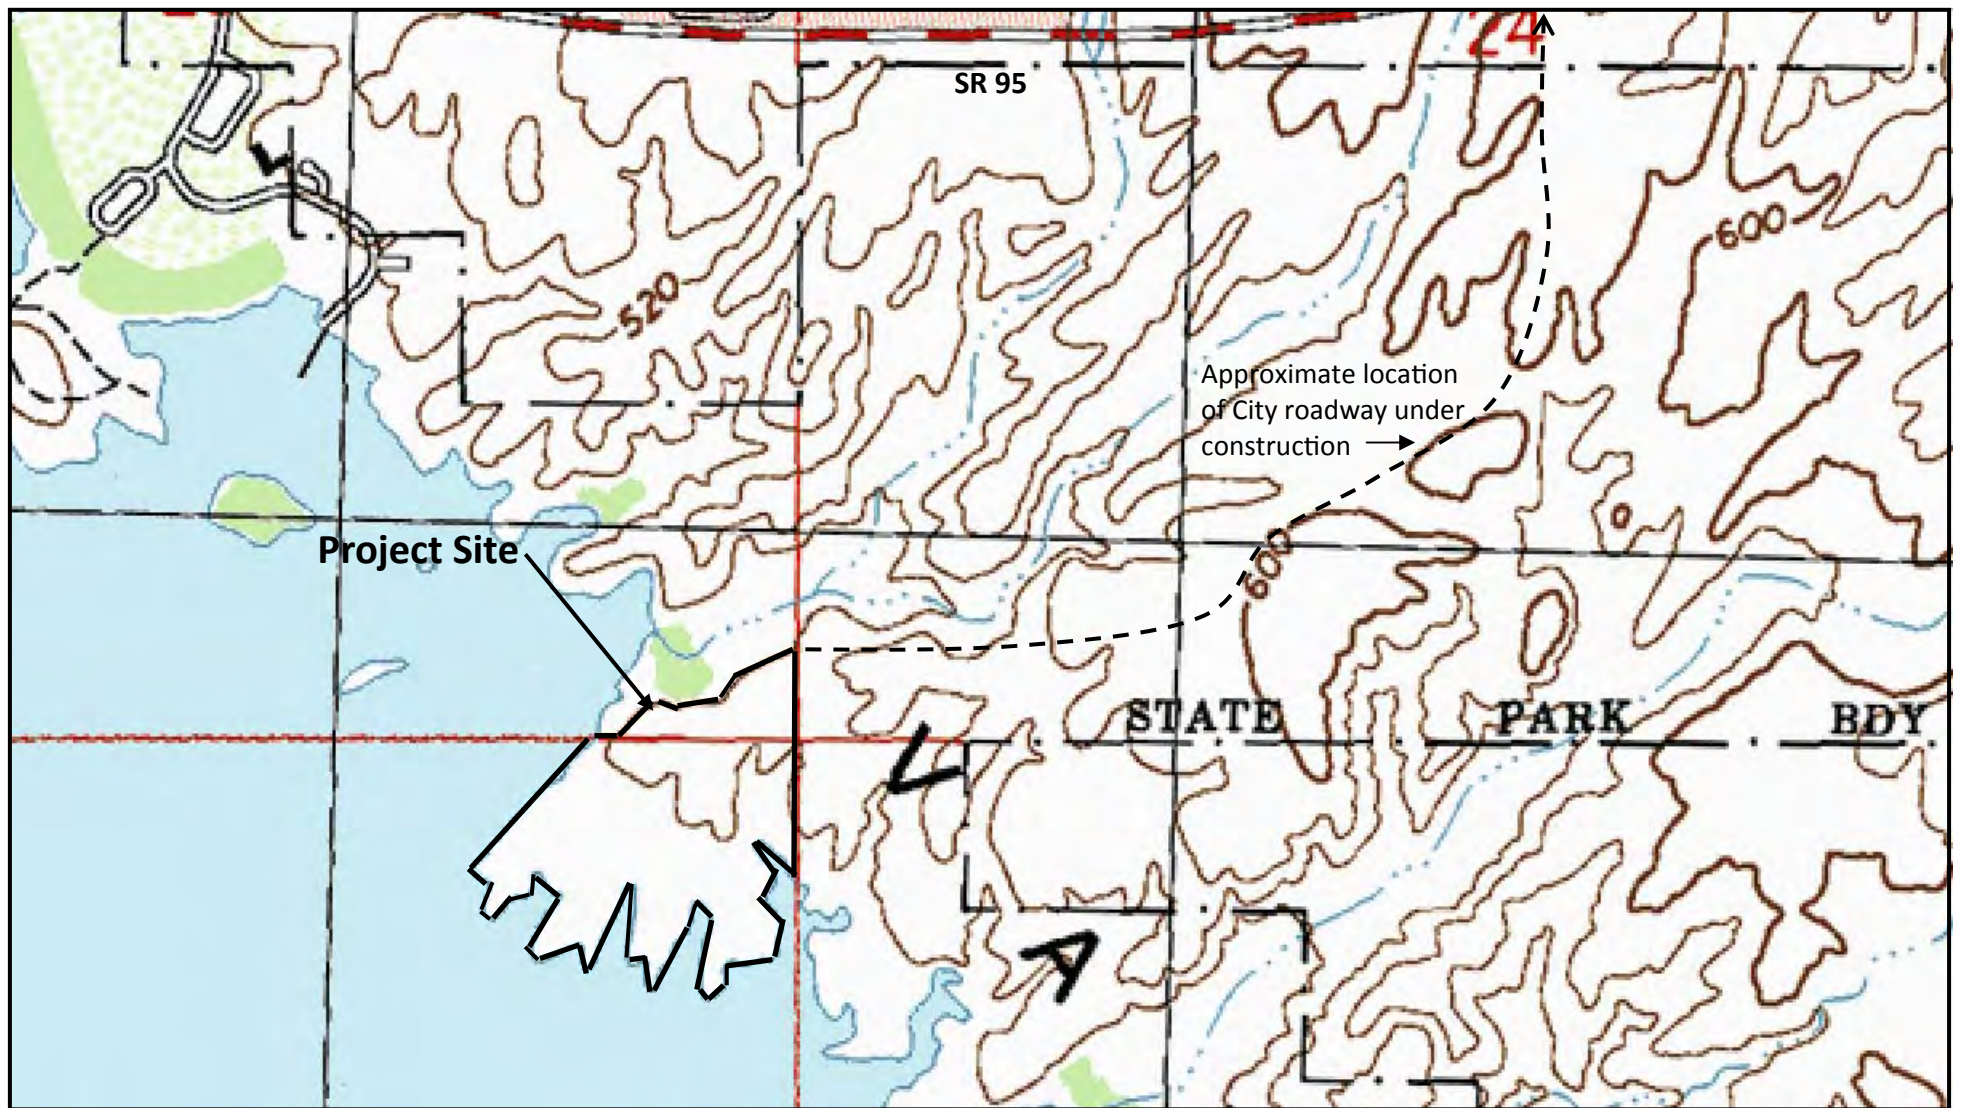 24
SR 95
600
520
Approximate location
of City roadway under
construction
Project Site
600
STATE PARK BDY
L
A